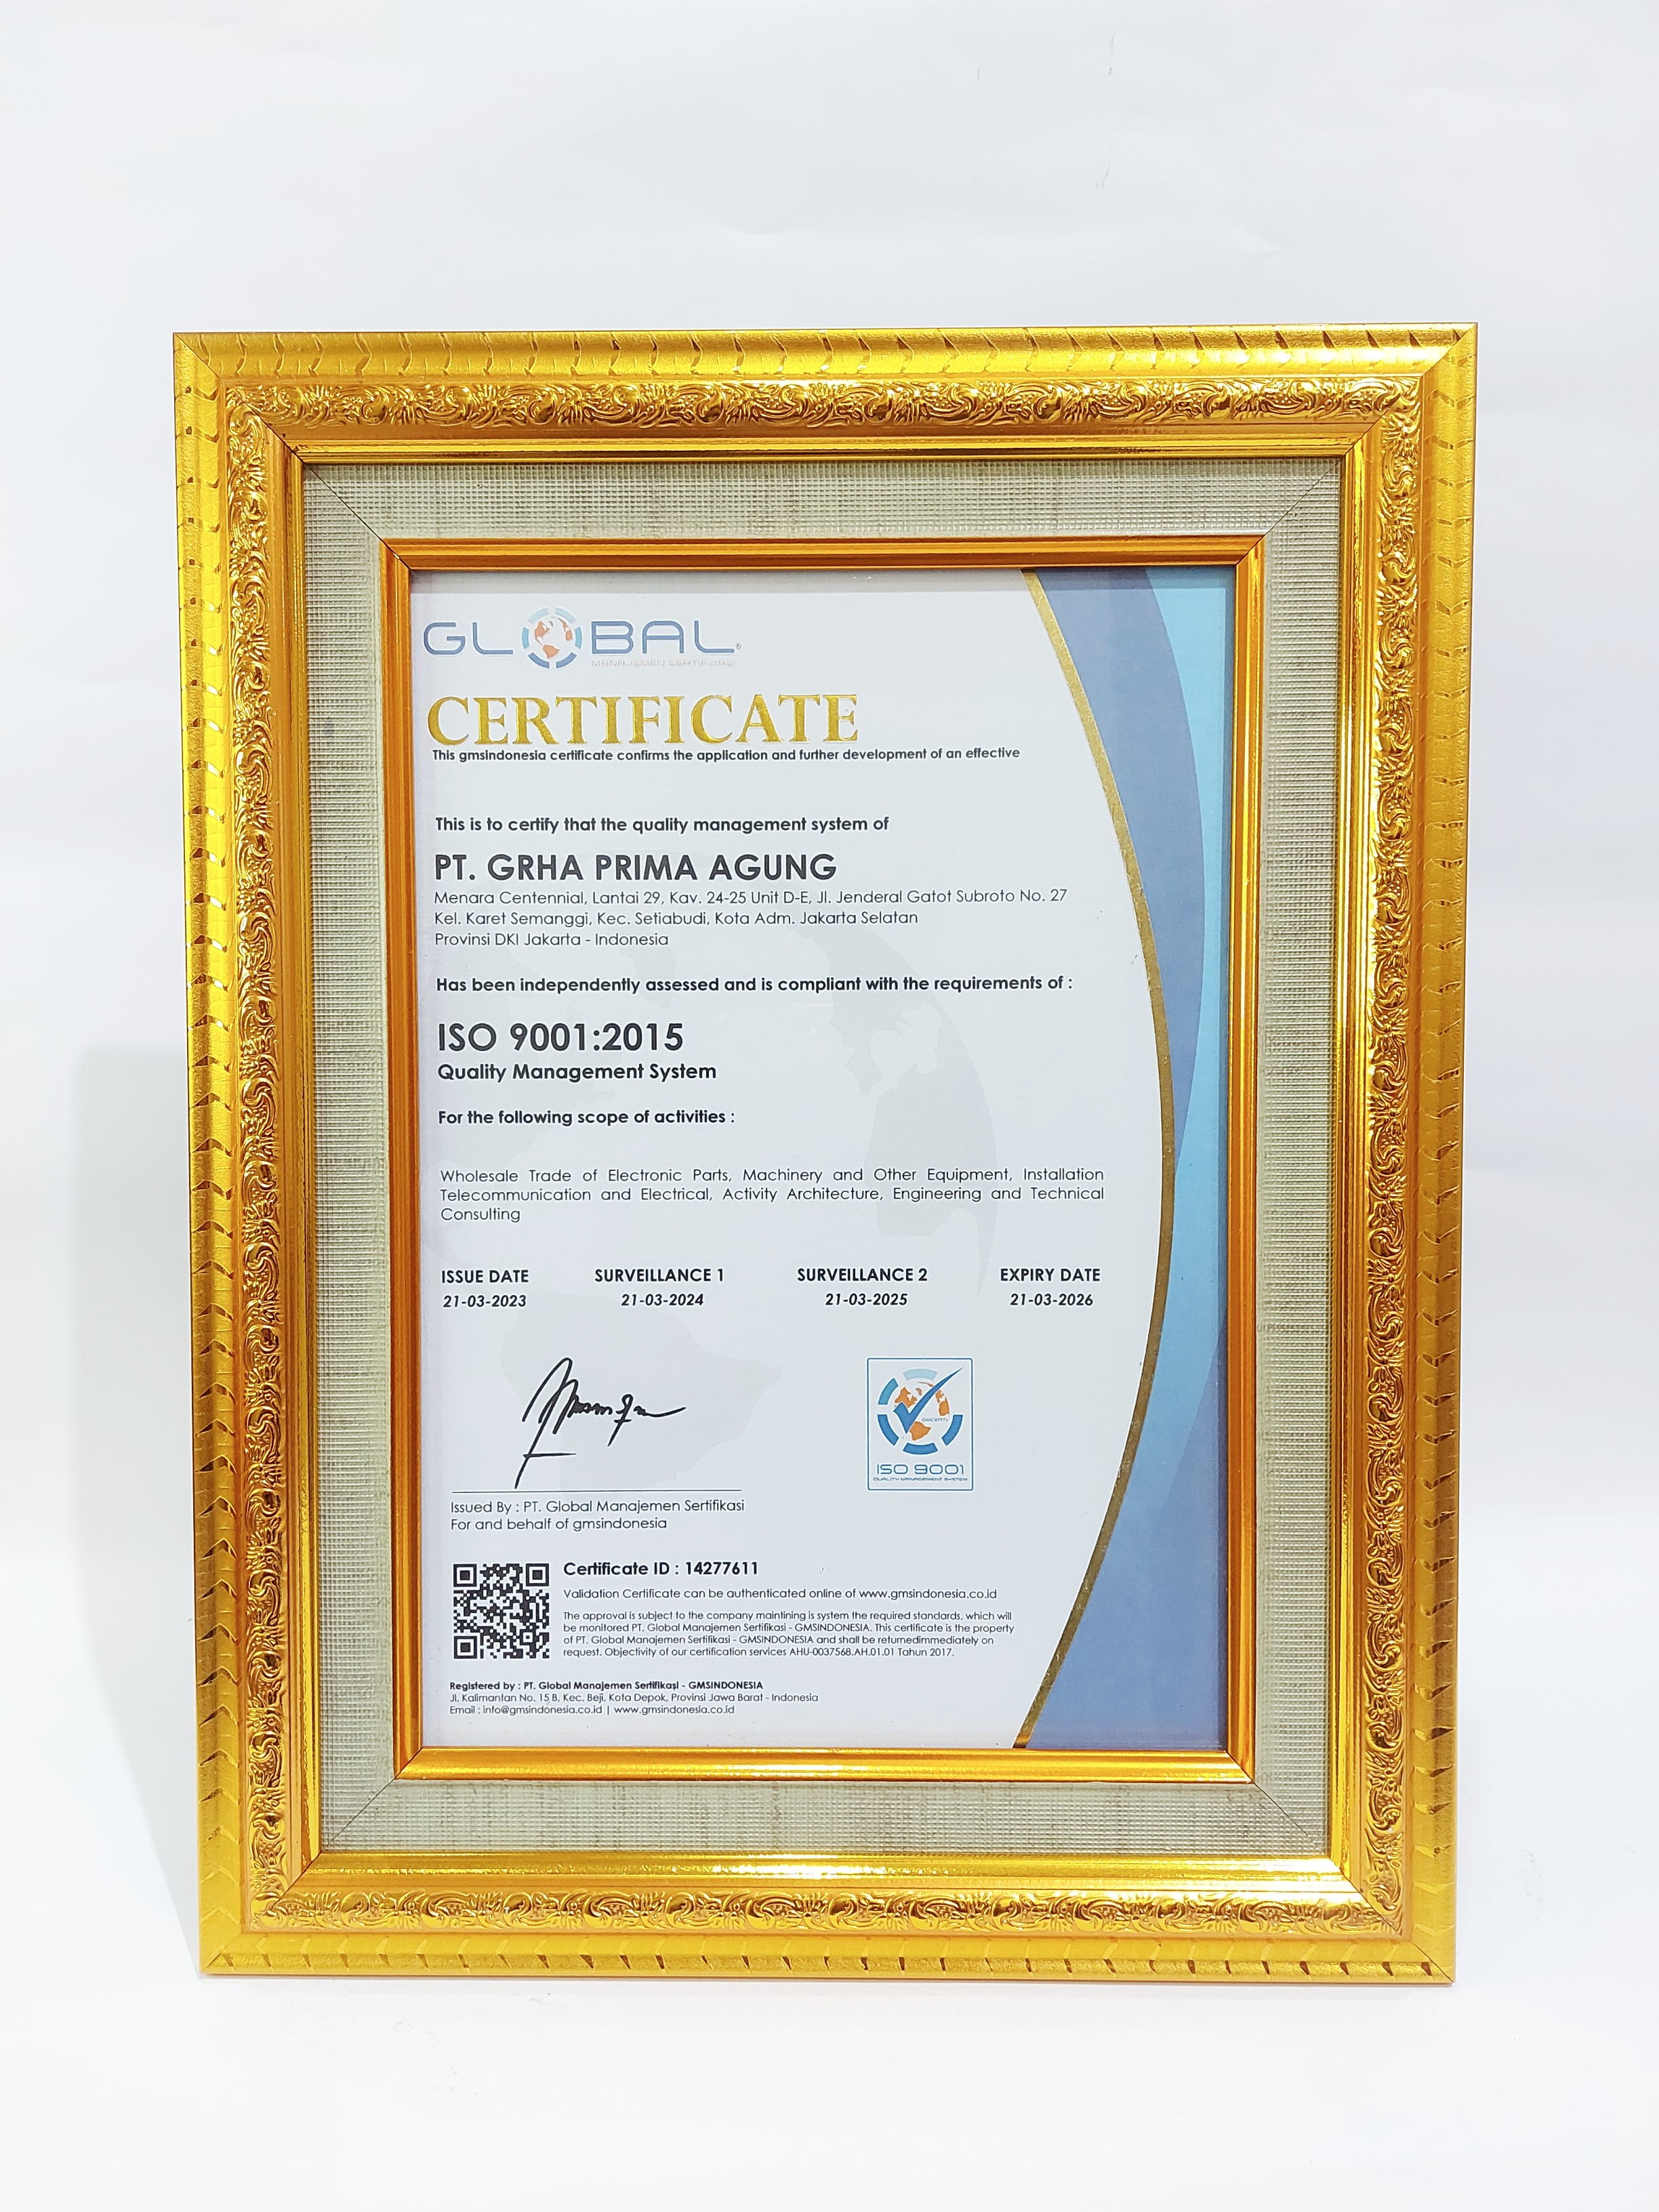 GLOBAL®
MANAJEMEN SERTIFIKASI
CERTIFICATE
This gmsindonesia certificate confirms the application and further development of an effective
This is to certify that the quality management system of
PT. GRHA PRIMA AGUNG
Menara Centennial, Lantai 29, Kav. 24-25 Unit D-E, Jl. Jenderal Gatot Subroto No. 27
Kel. Karet Semanggi, Kec. Setiabudi, Kota Adm. Jakarta Selatan
Provinsi DKI Jakarta - Indonesia
Has been independently assessed and is compliant with the requirements of :
ISO 9001:2015
Quality Management System
For the following scope of activities :
Wholesale Trade of Electronic Parts, Machinery and Other Equipment, Installation
Telecommunication and Electrical, Activity Architecture, Engineering and Technical
Consulting
ISSUE DATE SURVEILLANCE 1 SURVEILLANCE 2 EXPIRY DATE
21-03-2023 21-03-2024 21-03-2025 21-03-2026
GMCERTI
ISO 9001
QUALITY MANAGEMENT SYSTEM
Issued By : PT. Global Manajemen Sertifikasi
For and behalf of gmsindonesia
Certificate ID : 14277611
Validation Certificate can be authenticated online of www.gmsindonesia.co.id
The approval is subject to the company maintining is system the required standards, which will
be monitored PT. Global Manajemen Sertifikasi - GMSINDONESIA. This certificate is the property
of PT. Global Manajemen Sertifikasi - GMSINDONESIA and shall be returnedimmediately on
request. Objectivity of our certification services AHU-0037568.AH.01.01 Tahun 2017.
Registered by : PT. Global Manajemen Sertifikasi - GMSINDONESIA
Jl. Kalimantan No. 15 B, Kec. Beji, Kota Depok, Provinsi Jawa Barat - Indonesia
Email : info@gmsindonesia.co.id | www.gmsindonesia.co.id